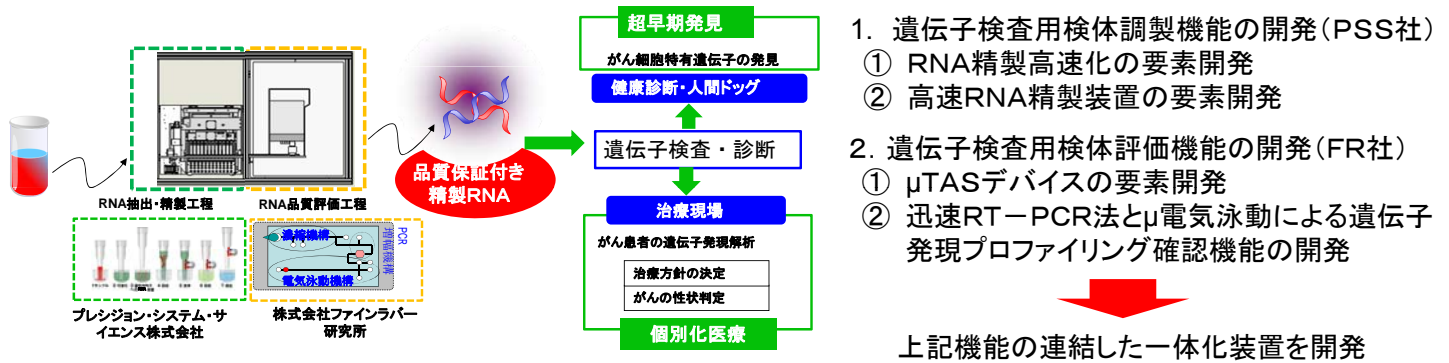 RNA抽出・精製工程
RNA品質評価工程
濃縮機構
PCR
増幅機構
電気泳動機構
プレシジョン・システム・サ
イエンス株式会社
株式会社ファインラバー
研究所
品質保証付き
精製RNA
超早期発見
がん細胞特有遺伝子の発見
健康診断・人間ドッグ
遺伝子検査・診断
治療現場
がん患者の遺伝子発現解析
治療方針の決定
がんの性状判定
個別化医療
1. 遺伝子検査用検体調製機能の開発(PSS社)
① RNA精製高速化の要素開発
② 高速RNA精製装置の要素開発
2. 遺伝子検査用検体評価機能の開発(FR社)
① μTASデバイスの要素開発
② 迅速RT-PCR法とμ電気泳動による遺伝子
発現プロファイリング確認機能の開発
上記機能の連結した一体化装置を開発